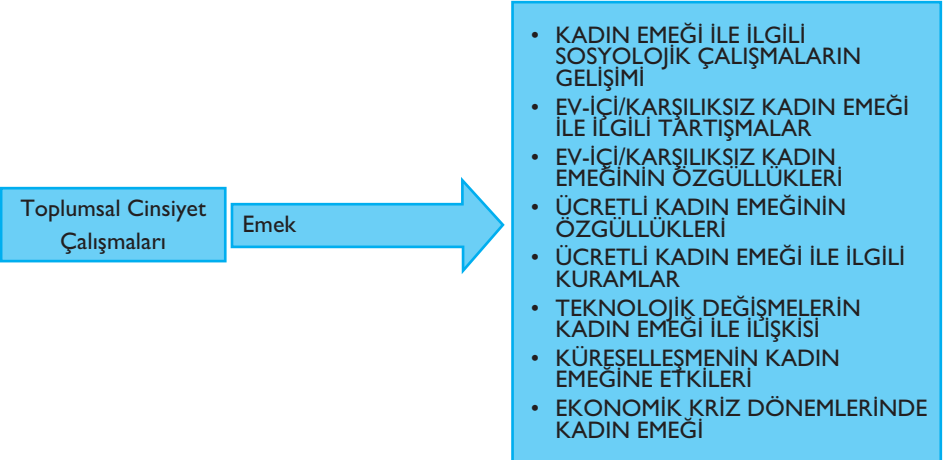 Toplumsal Cinsiyet
Çalışmaları
Emek
• KADIN EMEĞİ İLE İLGİLİ
SOSYOLOJİK ÇALIŞMALARIN
GELİŞİMİ
• EV-İÇİ/KARŞILIKSIZ KADIN EMEĞİ
İLE İLGİLİ TARTIŞMALAR
• EV-İÇİ/KARŞILIKSIZ KADIN
EMEĞİNİN ÖZGÜLLÜKLERİ
• ÜCRETLİ KADIN EMEĞİNİN
ÖZGÜLLÜKLERİ
• ÜCRETLİ KADIN EMEĞİ İLE İLGİLİ
KURAMLAR
• TEKNOLOJİK DEĞİŞMELERİN
KADIN EMEĞİ İLE İLİŞKİSİ
• KÜRESELLEŞMENİN KADIN
EMEĞİNE ETKİLERİ
• EKONOMİK KRİZ DÖNEMLERİNDE
KADIN EMEĞİ